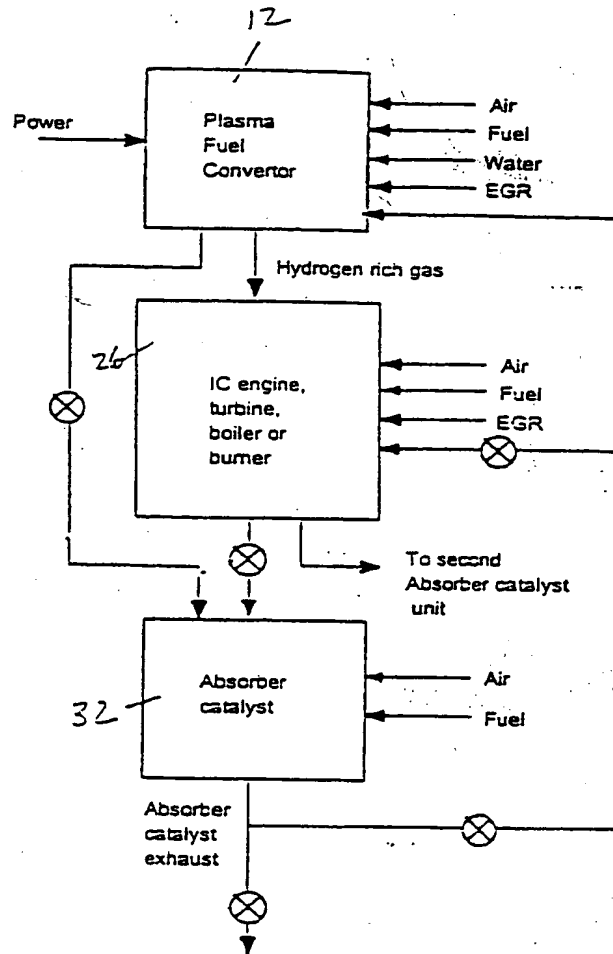 12
Power
Plasma
Fuel
Convertor
Air
Fuel
Water
EGR
Hydrogen rich gas
26
IC engine,
turbine,
boiler or
burner
Air
Fuel
EGR
To second
Absorber catalyst
unit
32
Absorber
catalyst
Air
Fuel
Absorber
catalyst
exhaust